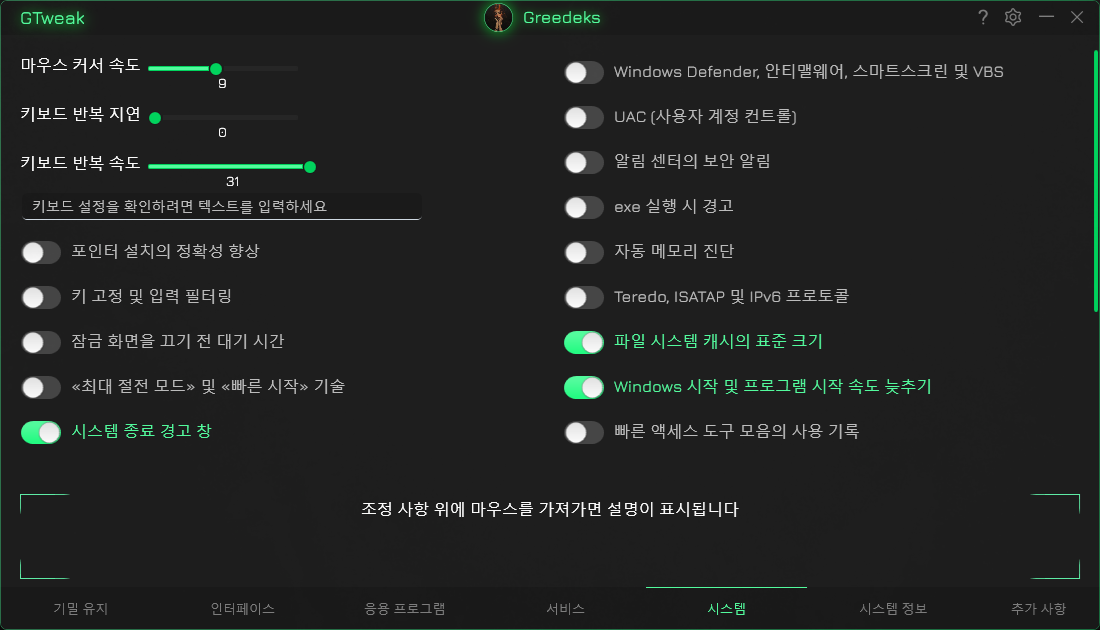 GTweak
Greedeks
?
마우스 커서 속도
9
키보드 반복 지연
0
키보드 반복 속도
31
키보드 설정을 확인하려면 텍스트를 입력하세요
포인터 설치의 정확성 향상
키 고정 및 입력 필터링
잠금 화면을 끄기 전 대기 시간
«최대 절전 모드» 및 «빠른 시작» 기술
시스템 종료 경고 창
Windows Defender, 안티맬웨어, 스마트스크린 및 VBS
UAC (사용자 계정 컨트롤)
알림 센터의 보안 알림
exe 실행 시 경고
자동 메모리 진단
Teredo, ISATAP 및 IPv6 프로토콜
파일 시스템 캐시의 표준 크기
Windows 시작 및 프로그램 시작 속도 늦추기
빠른 액세스 도구 모음의 사용 기록
조정 사항 위에 마우스를 가져가면 설명이 표시됩니다
기밀 유지
인터페이스
응용 프로그램
서비스
시스템
시스템 정보
추가 사항